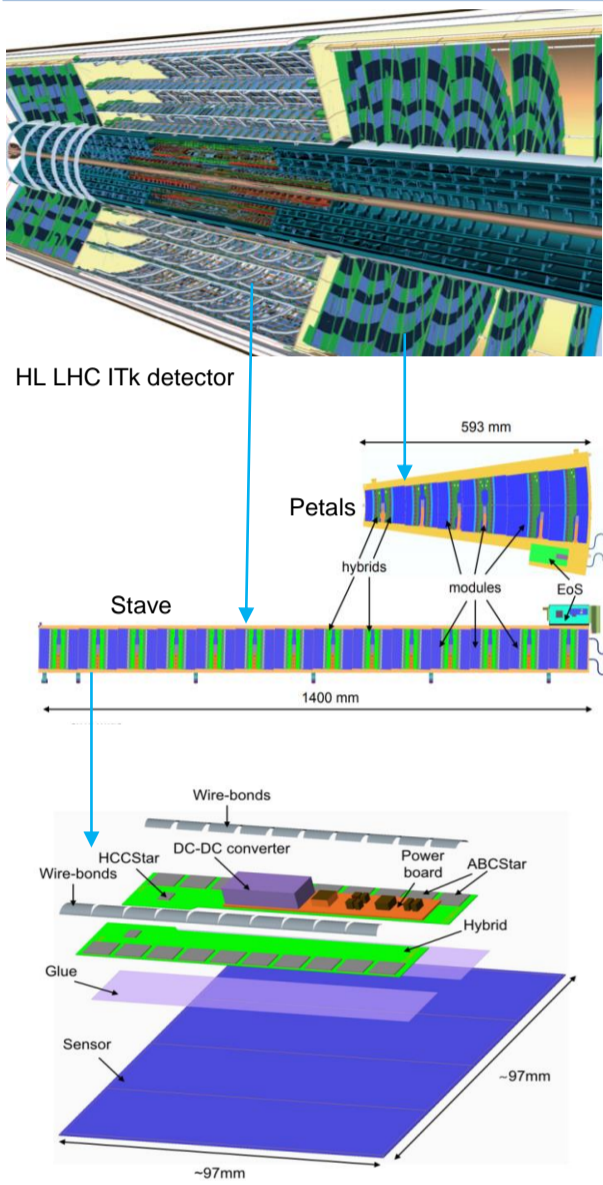 HL LHC ITk detector
593 mm
Petals
hybrids
modules
EoS
Stave
1400 mm
Wire-bonds
DC-DC converter
HCCStar
Wire-bonds
Power
board
ABCStar
Hybrid
Glue
Sensor
~97mm
~97mm